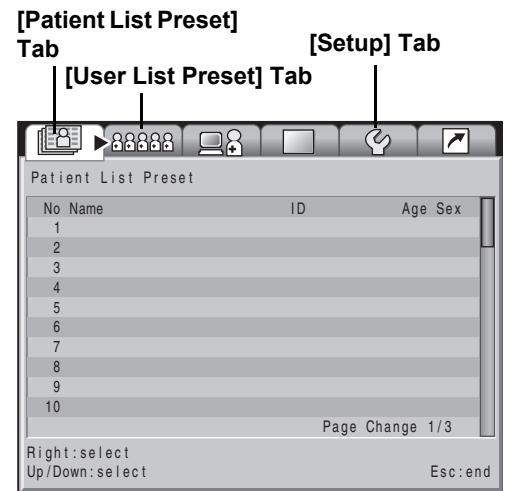 [Patient List Preset]
Tab
[Setup] Tab
[User List Preset] Tab
Patient List Preset
No Name ID Age Sex
1
2
3
4
5
6
7
8
9
10
Page Change 1/3
Right:select
Up/Down:select Esc:end